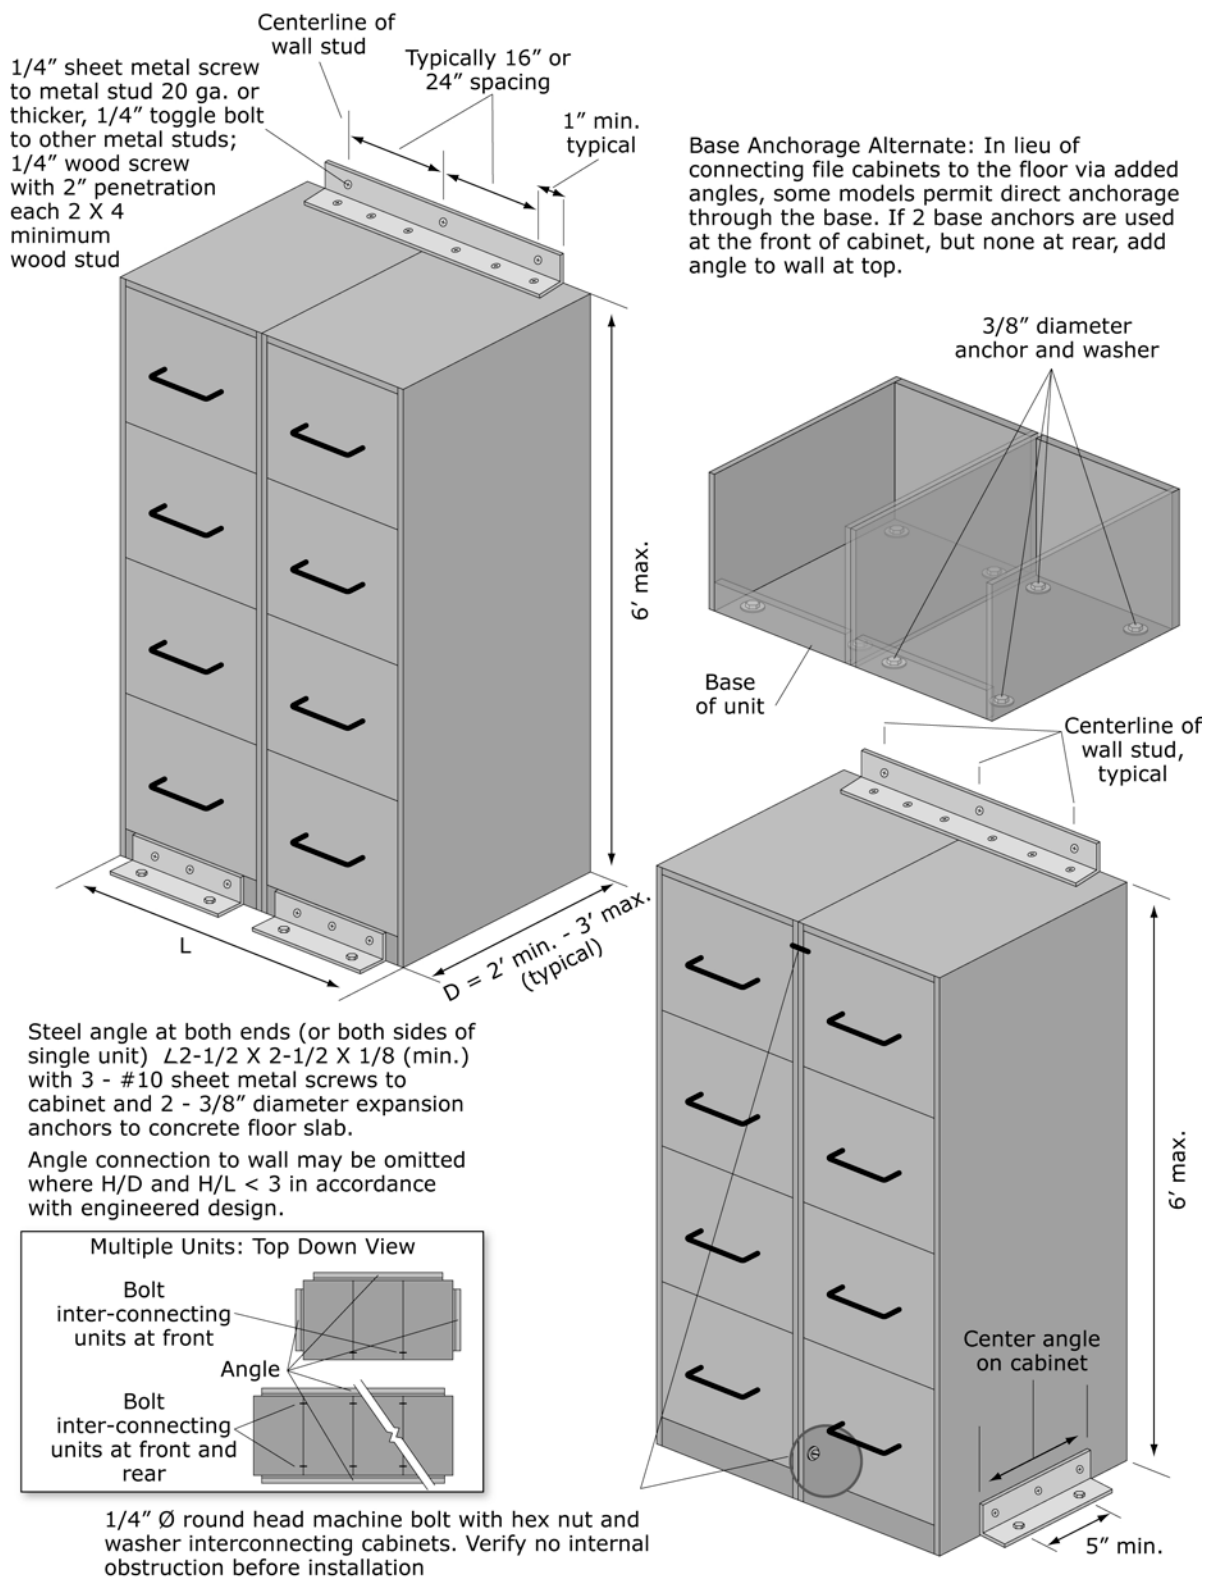 Centerline of
wall stud
Typically 16” or
24” spacing
1/4” sheet metal screw
to metal stud 20 ga. or
thicker, 1/4” toggle bolt
to other metal studs;
1/4” wood screw
with 2” penetration
each 2 X 4
minimum
wood stud
1” min.
typical
6’ max.
L
D = 2’ min. - 3’ max.
(typical)
Base Anchorage Alternate: In lieu of
connecting file cabinets to the floor via added
angles, some models permit direct anchorage
through the base. If 2 base anchors are used
at the front of cabinet, but none at rear, add
angle to wall at top.
3/8” diameter
anchor and washer
Base
of unit
Centerline of
wall stud,
typical
6’ max.
Center angle
on cabinet
5” min.
Steel angle at both ends (or both sides of
single unit) ∠2-1/2 X 2-1/2 X 1/8 (min.)
with 3 - #10 sheet metal screws to
cabinet and 2 - 3/8” diameter expansion
anchors to concrete floor slab.
Angle connection to wall may be omitted
where H/D and H/L < 3 in accordance
with engineered design.
Multiple Units: Top Down View
Bolt
inter-connecting
units at front
Angle
Bolt
inter-connecting
units at front and
rear
1/4” Ø round head machine bolt with hex nut and
washer interconnecting cabinets. Verify no internal
obstruction before installation